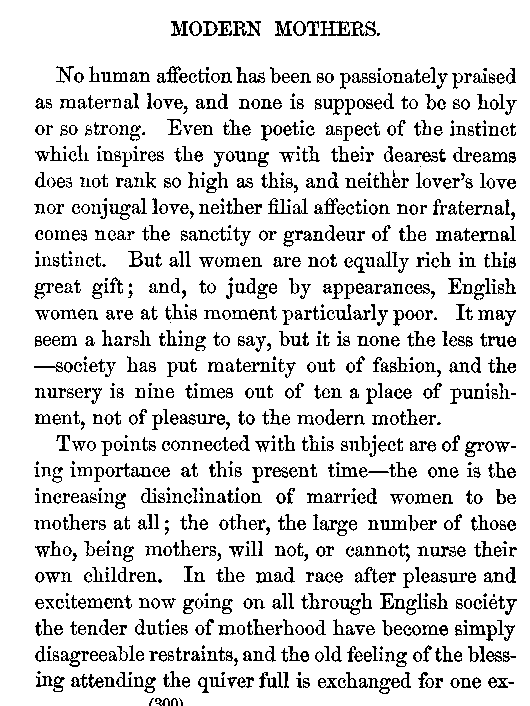 MODERN MOTHERS.
No human affection has been so passionately praised
as maternal love, and none is supposed to be so holy
or so strong. Even the poetic aspect of the instinct
which inspires the young with their dearest dreams
does not rank so high as this, and neither lover's love
nor conjugal love, neither filial affection nor fraternal,
comes near the sanctity or grandeur of the maternal
instinct. But all women are not equally rich in this
great gift; and, to judge by appearances, English
women are at this moment particularly poor. It may
seem a harsh thing to say, but it is none the less true
—society has put maternity out of fashion, and the
nursery is nine times out of ten a place of punish-
ment, not of pleasure, to the modern mother.
Two points connected with this subject are of grow-
ing importance at this present time—the one is the
increasing disinclination of married women to be
mothers at all; the other, the large number of those
who, being mothers, will not, or cannot, nurse their
own children. In the mad race after pleasure and
excitement now going on all through English society
the tender duties of motherhood have become simply
disagreeable restraints, and the old feeling of the bless-
ing attending the quiver full is exchanged for one ex-
(300)